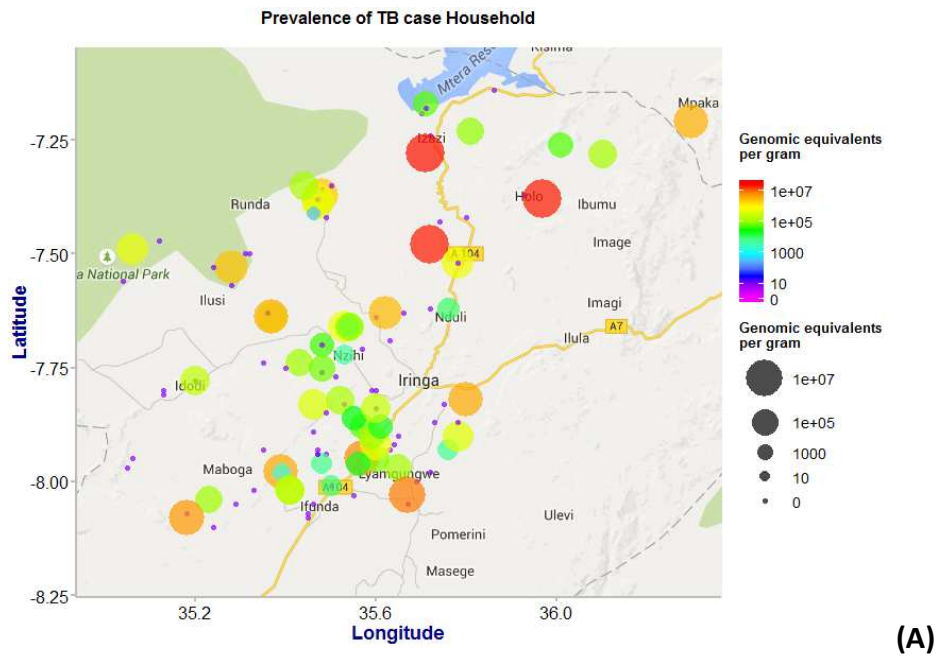 Prevalence of TB case Household
Kisima
Mtera Rese
Mpaka
-7.25
Izazi
Runda
Holo
Ibumu
-7.50
A 104
Image
a National Park
Ilusi
Imagi
Nduli
A7
Ilula
Nzihi
-7.75
Iringa
Idodi
Maboga
Lyamgungwe
-8.00
A104
Ifunda
Ulevi
Pomerini
Masege
-8.25
35.2
35.6
36.0
Latitude
Longitude
Genomic equivalents
per gram
1e+07
1e+05
1000
10
0
Genomic equivalents
per gram
1e+07
1e+05
1000
10
0
(A)